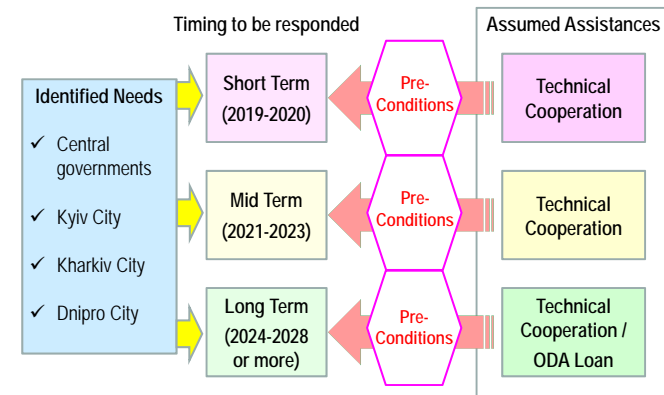 Timing to be responded
Assumed Assistances
Identified Needs
✓ Central
governments
✓ Kyiv City
✓ Kharkiv City
✓ Dnipro City
Short Term
(2019-2020)
Pre-
Conditions
Technical
Cooperation
Mid Term
(2021-2023)
Pre-
Conditions
Technical
Cooperation
Long Term
(2024-2028
or more)
Pre-
Conditions
Technical
Cooperation /
ODA Loan